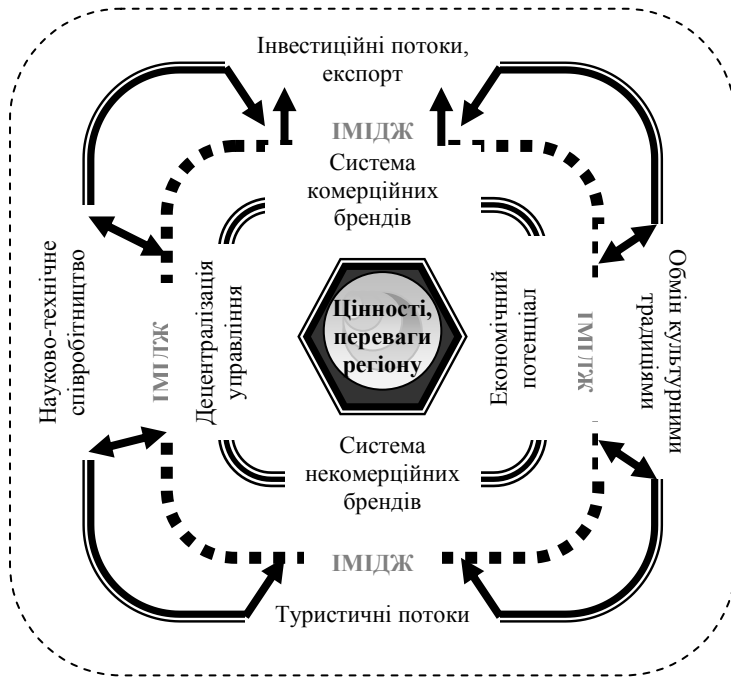 Інвестиційні потоки,
експорт
ІМІДЖ
Система
комерційних
брендів
Науково-технічне
співробітництво
ІМІДЖ
Децентралізація
управління
Цінності,
переваги
регіону
Економічний
потенціал
ІМІДЖ
Обмін культурними
традиціями
Система
некомерційних
брендів
ІМІДЖ
Туристичні потоки